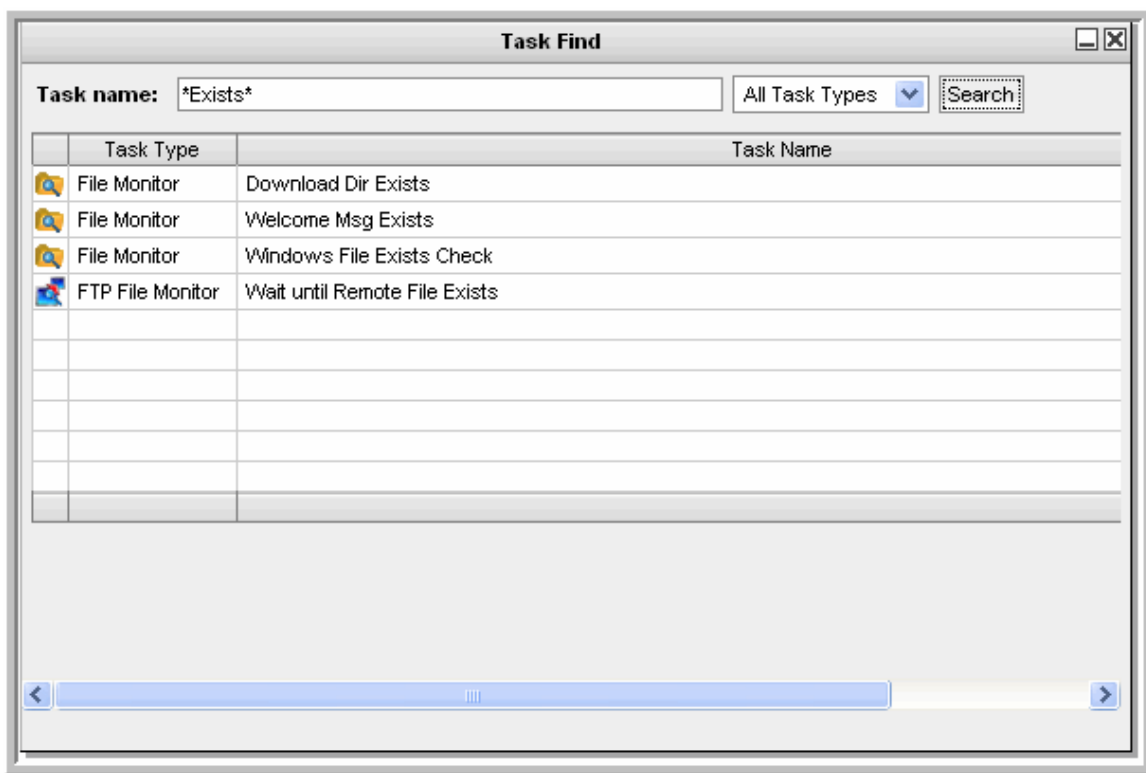 Task Find
Task name: *Exists* All Task Types Search
Task Type Task Name
File Monitor Download Dir Exists
File Monitor Welcome Msg Exists
File Monitor Windows File Exists Check
FTP File Monitor Wait until Remote File Exists